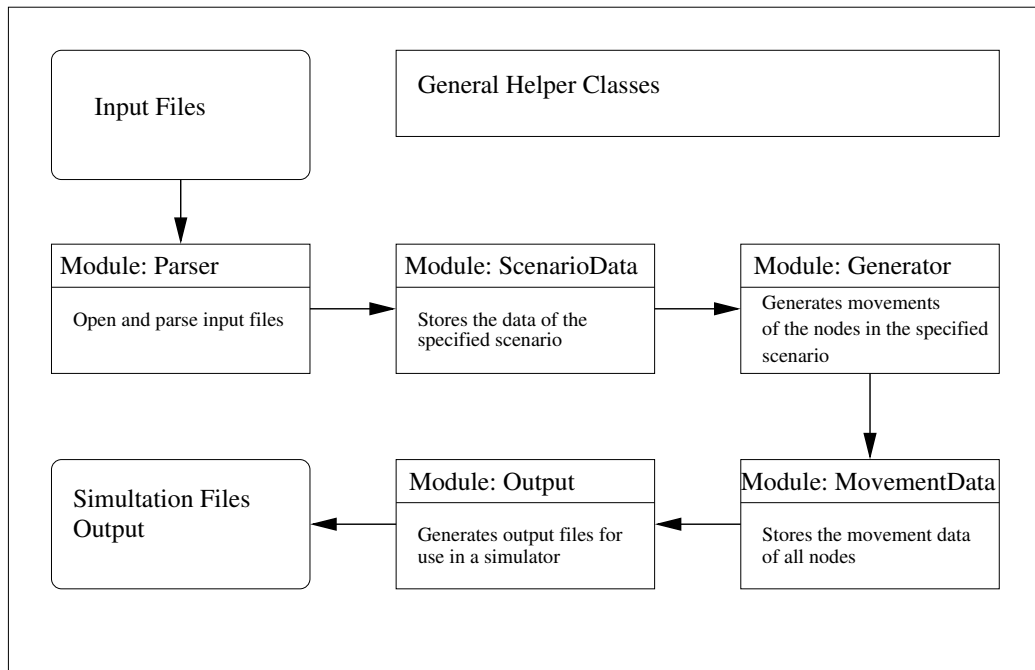 Input Files
General Helper Classes
Module: Parser
Open and parse input files
Module: ScenarioData
Stores the data of the
specified scenario
Module: Generator
Generates movements
of the nodes in the specified
scenario
Simultation Files
Output
Module: Output
Generates output files for
use in a simulator
Module: MovementData
Stores the movement data
of all nodes